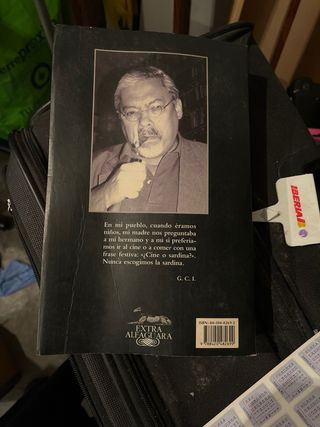 En mi pueblo, cuando éramos
niños, mi madre nos preguntaba
a mi hermano y a mí si prefería-
mos ir al cine o a comer con una
frase festiva: «¿Cine o sardina?».
Nunca escogimos la sardina.
G. C. I.
EXTRA
ALFAGUARA
IBERIA